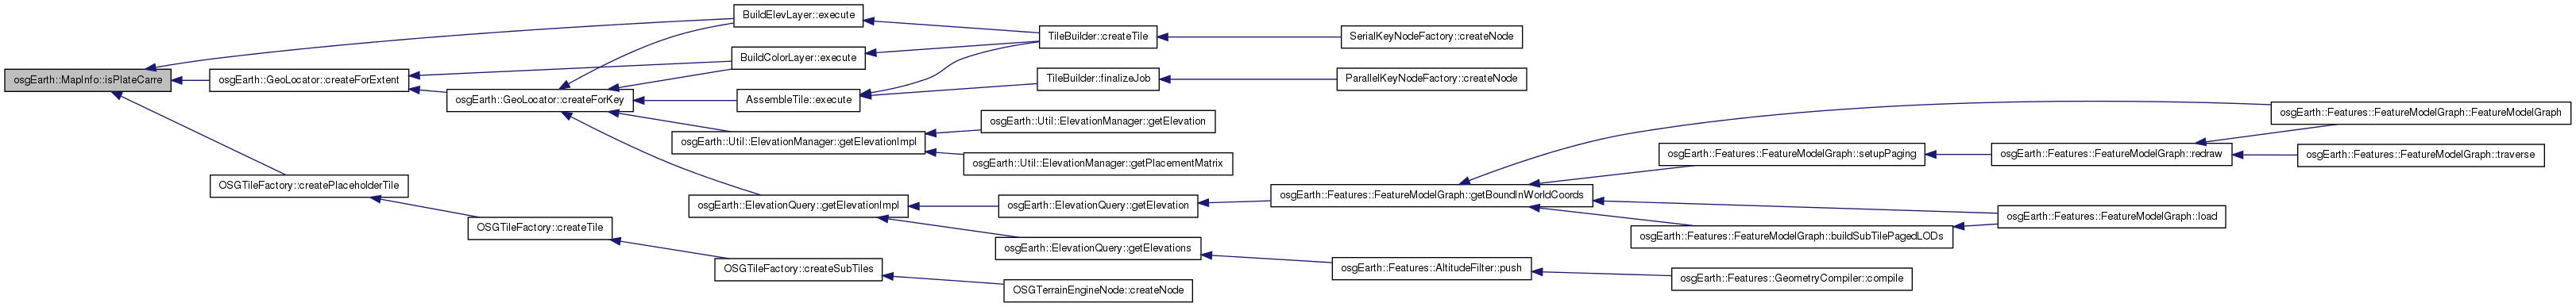 osgEarth::MapInfo::isPlateCarre
osgEarth::GeoLocator::createForExtent
OSGTileFactory::createPlaceholderTile
osgEarth::GeoLocator::createForKey
OSGTileFactory::createTile
BuildElevLayer::execute
BuildColorLayer::execute
AssembleTile::execute
osgEarth::Util::ElevationManager::getElevationImpl
osgEarth::ElevationQuery::getElevationImpl
OSGTileFactory::createSubTiles
TileBuilder::createTile
TileBuilder::finalizeJob
osgEarth::Util::ElevationManager::getElevation
osgEarth::Util::ElevationManager::getPlacementMatrix
osgEarth::ElevationQuery::getElevation
osgEarth::ElevationQuery::getElevations
OSGTerrainEngineNode::createNode
SerialKeyNodeFactory::createNode
ParallelKeyNodeFactory::createNode
osgEarth::Features::FeatureModelGraph::getBoundInWorldCoords
osgEarth::Features::AltitudeFilter::push
osgEarth::Features::FeatureModelGraph::setupPaging
osgEarth::Features::FeatureModelGraph::buildSubTilePagedLODs
osgEarth::Features::GeometryCompiler::compile
osgEarth::Features::FeatureModelGraph::redraw
osgEarth::Features::FeatureModelGraph::load
osgEarth::Features::FeatureModelGraph::FeatureModelGraph
osgEarth::Features::FeatureModelGraph::traverse